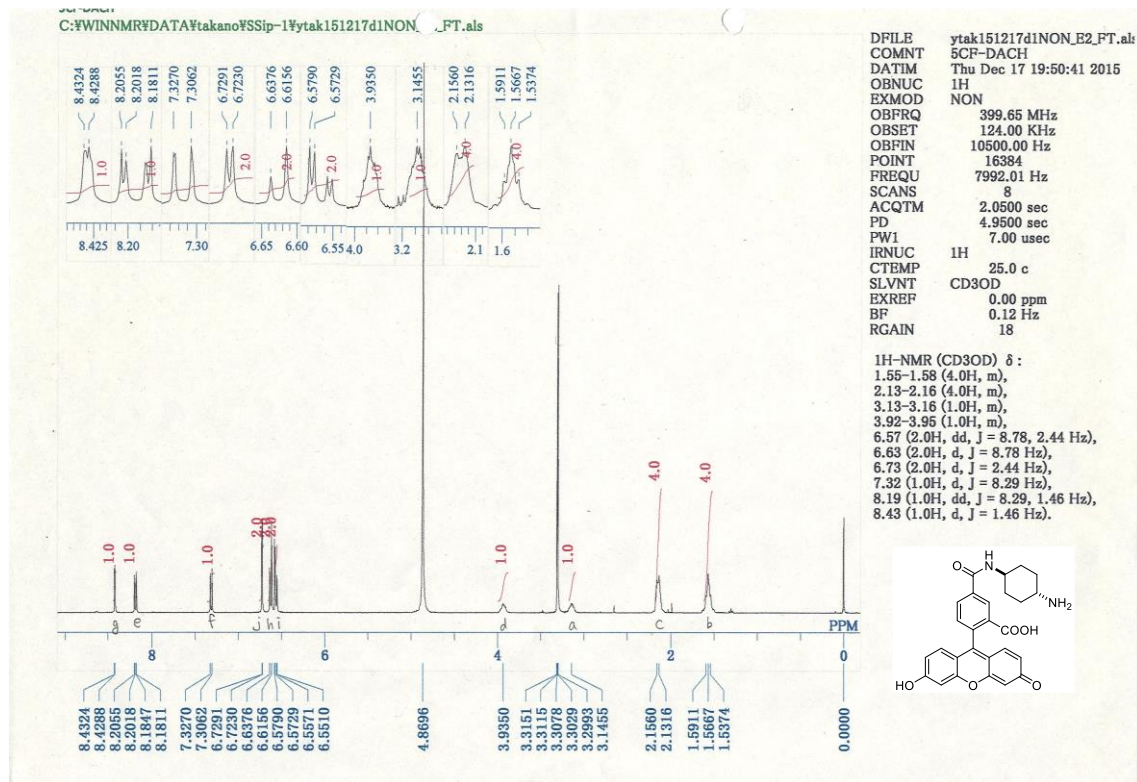 5CF-DACH
C:¥WINNMR¥DATA¥takano¥SSip-1¥ytak151217d1NON_ _FT.als
8.4324
8.4288
8.2055
8.2018
8.1811
7.3270
7.3062
6.7291
6.7230
6.6376
6.6156
6.5790
6.5729
3.9350
3.1455
2.1560
2.1316
1.5911
1.5667
1.5374
1.0
1.0
2.0
2.0
2.0
1.0
1.0
4.0
4.0
8.425 8.20 7.30 6.65 6.60 6.55 4.0 3.2 2.1 1.6
DFILE ytak151217d1NON_E2_FT.als
COMNT 5CF-DACH
DATIM Thu Dec 17 19:50:41 2015
OBNUC 1H
EXMOD NON
OBFRQ 399.65 MHz
OBSET 124.00 KHz
OBFIN 10500.00 Hz
POINT 16384
FREQU 7992.01 Hz
SCANS 8
ACQTM 2.0500 sec
PD 4.9500 sec
PW1 7.00 usec
IRNUC 1H
CTEMP 25.0 c
SLVNT CD3OD
EXREF 0.00 ppm
BF 0.12 Hz
RGAIN 18
1H-NMR (CD3OD) δ :
1.55-1.58 (4.0H, m),
2.13-2.16 (4.0H, m),
3.13-3.16 (1.0H, m),
3.92-3.95 (1.0H, m),
6.57 (2.0H, dd, J = 8.78, 2.44 Hz),
6.63 (2.0H, d, J = 8.78 Hz),
6.73 (2.0H, d, J = 2.44 Hz),
7.32 (1.0H, d, J = 8.29 Hz),
8.19 (1.0H, dd, J = 8.29, 1.46 Hz),
8.43 (1.0H, d, J = 1.46 Hz).
1.0
1.0
1.0
2.0
2.0
2.0
1.0
1.0
4.0
4.0
g e f j h i d a c b
PPM
8 6 4 2 0
8.4324
8.4288
8.2055
8.2018
8.1847
8.1811
7.3270
7.3062
6.7291
6.7230
6.6376
6.6156
6.5790
6.5729
6.5571
6.5510
4.8696
3.9350
3.3151
3.3115
3.3078
3.3029
3.2993
3.1455
2.1560
2.1316
1.5911
1.5667
1.5374
0.0000
H
N
O
NH2
COOH
HO
O
O